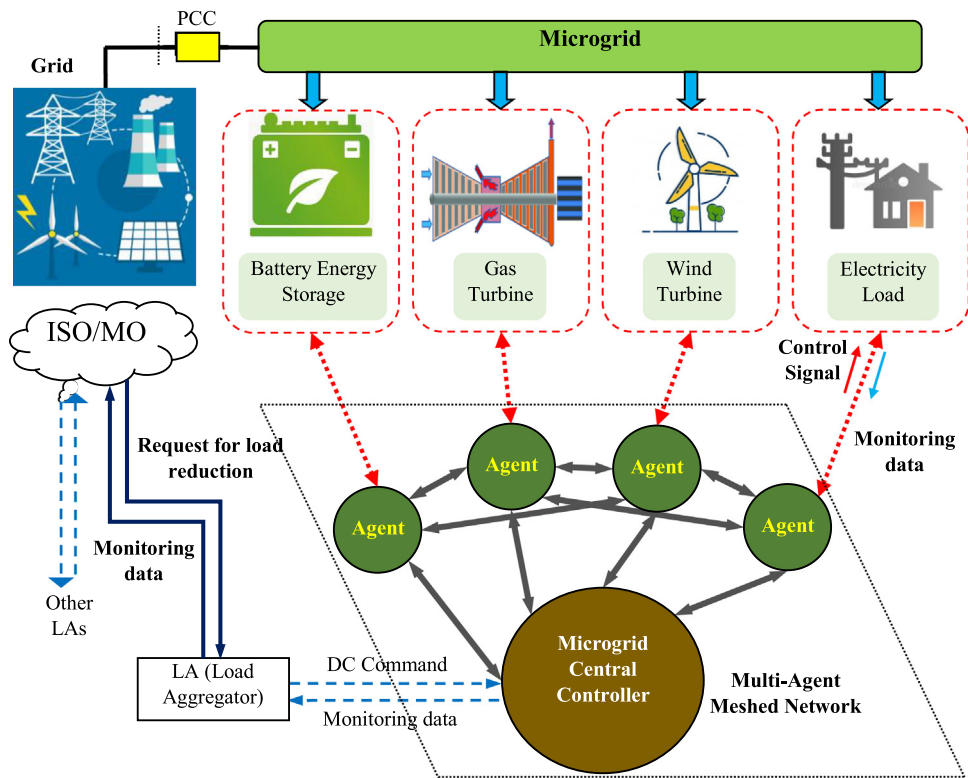 PCC
Microgrid
Grid
Battery Energy
Storage
Gas
Turbine
Wind
Turbine
Electricity
Load
ISO/MO
Control
Signal
Request for load
reduction
Monitoring
data
Agent
Agent
Agent
Agent
Monitoring
data
Other
LAs
LA (Load
Aggregator)
DC Command
Monitoring data
Microgrid
Central
Controller
Multi-Agent
Meshed Network